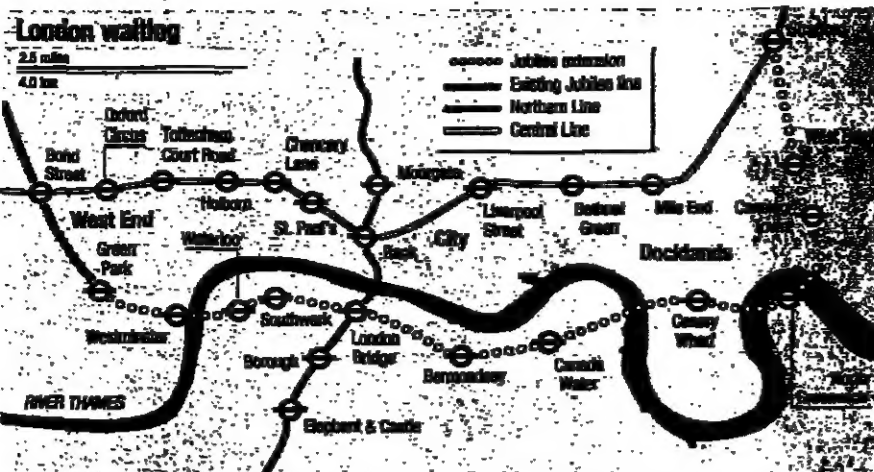 London waiting
2.5 miles
4.0 km
Jubilee extension
Existing Jubilee line
Northern Line
Central Line
Oxford
Circus
Tottenham
Court Road
Chancery
Lane
Bond
Street
Moorgate
Holborn
West End
St. Paul's
Bank
City
Liverpool
Street
Bethnal
Green
Mile End
Green
Park
Waterloo
Docklands
Westminster
Southwark
London
Bridge
Borough
Bermondsey
Canada
Water
Canary
Wharf
RIVER THAMES
Elephant & Castle